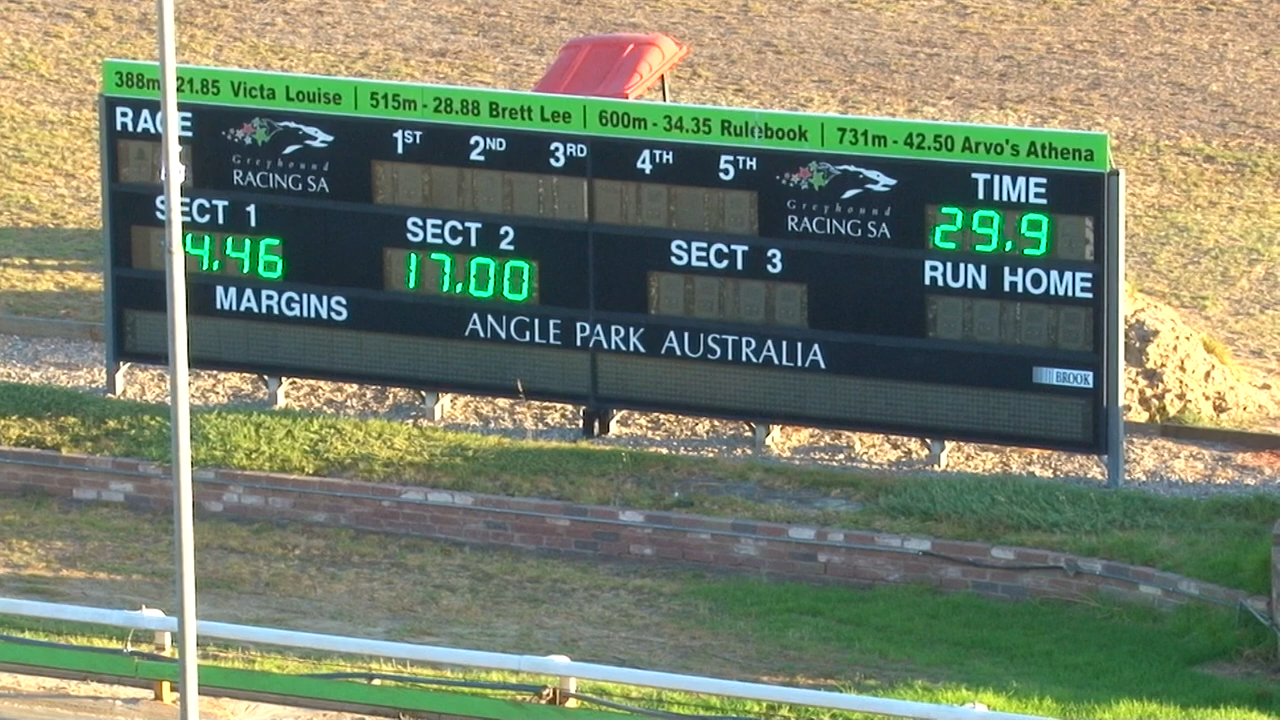 388m 21.85 Victa Louise | 515m - 28.88 Brett Lee | 600m - 34.35 Rulebook | 731m - 42.50 Arvo's Athena
RACE
Greyhound
RACING SA
1ST 2ND 3RD 4TH 5TH
Greyhound
RACING SA
TIME
29.9
SECT 1
4.46
SECT 2
17.00
SECT 3
RUN HOME
MARGINS
ANGLE PARK AUSTRALIA
BROOK